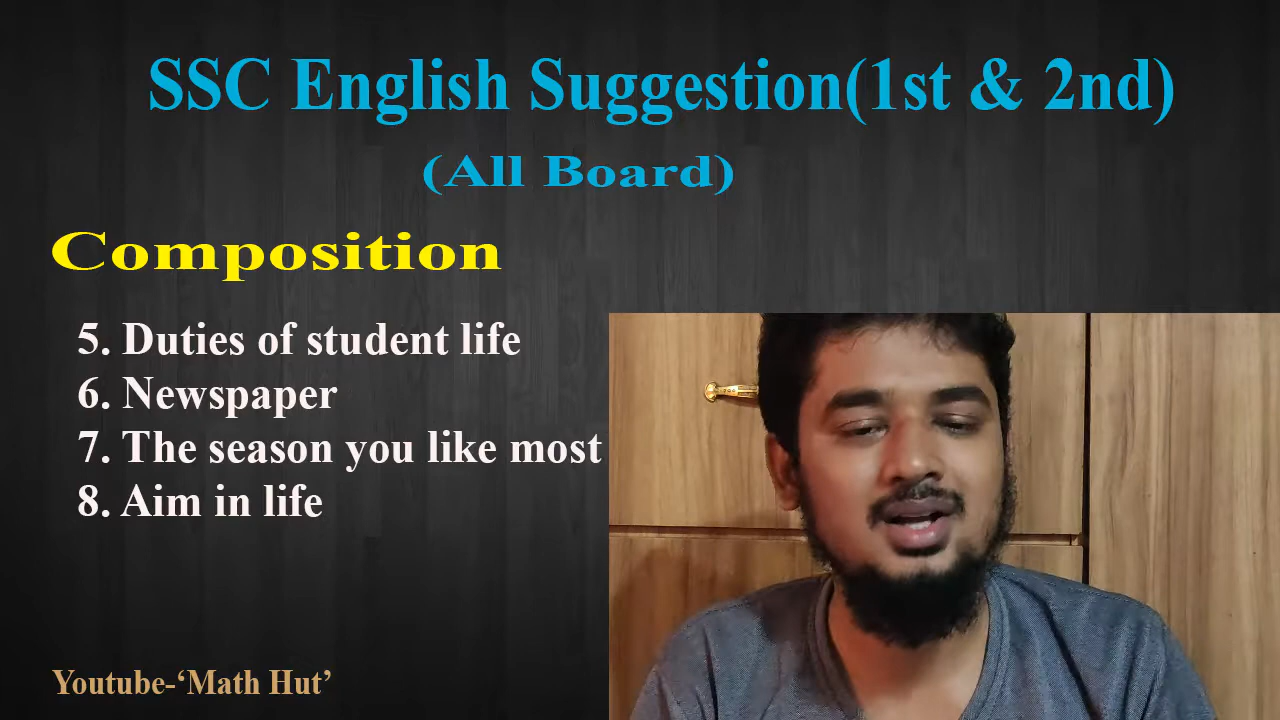 SSC English Suggestion(1st & 2nd)
(All Board)
Composition
5. Duties of student life
6. Newspaper
7. The season you like most
8. Aim in life
Youtube-‘Math Hut’